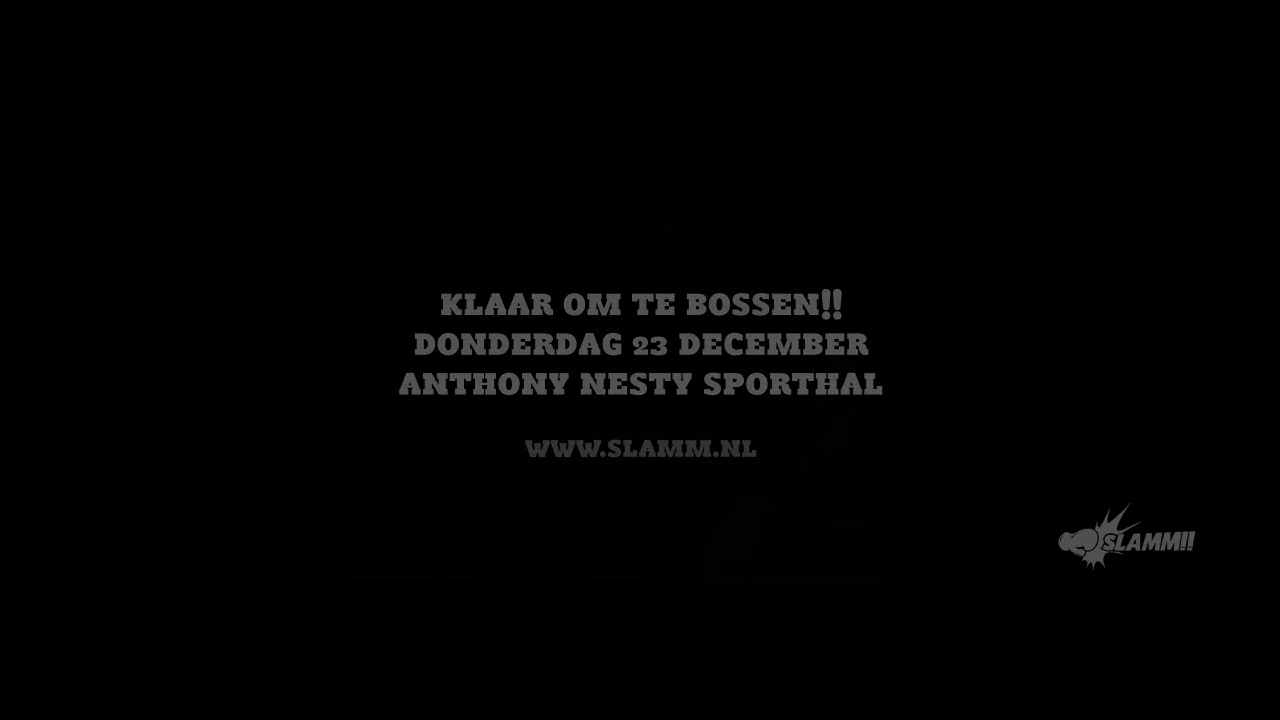 KLAAR OM TE BOSSEN!!
DONDERDAG 23 DECEMBER
ANTHONY NESTY SPORTHAL
WWW.SLAMM.NL
SLAMM!!